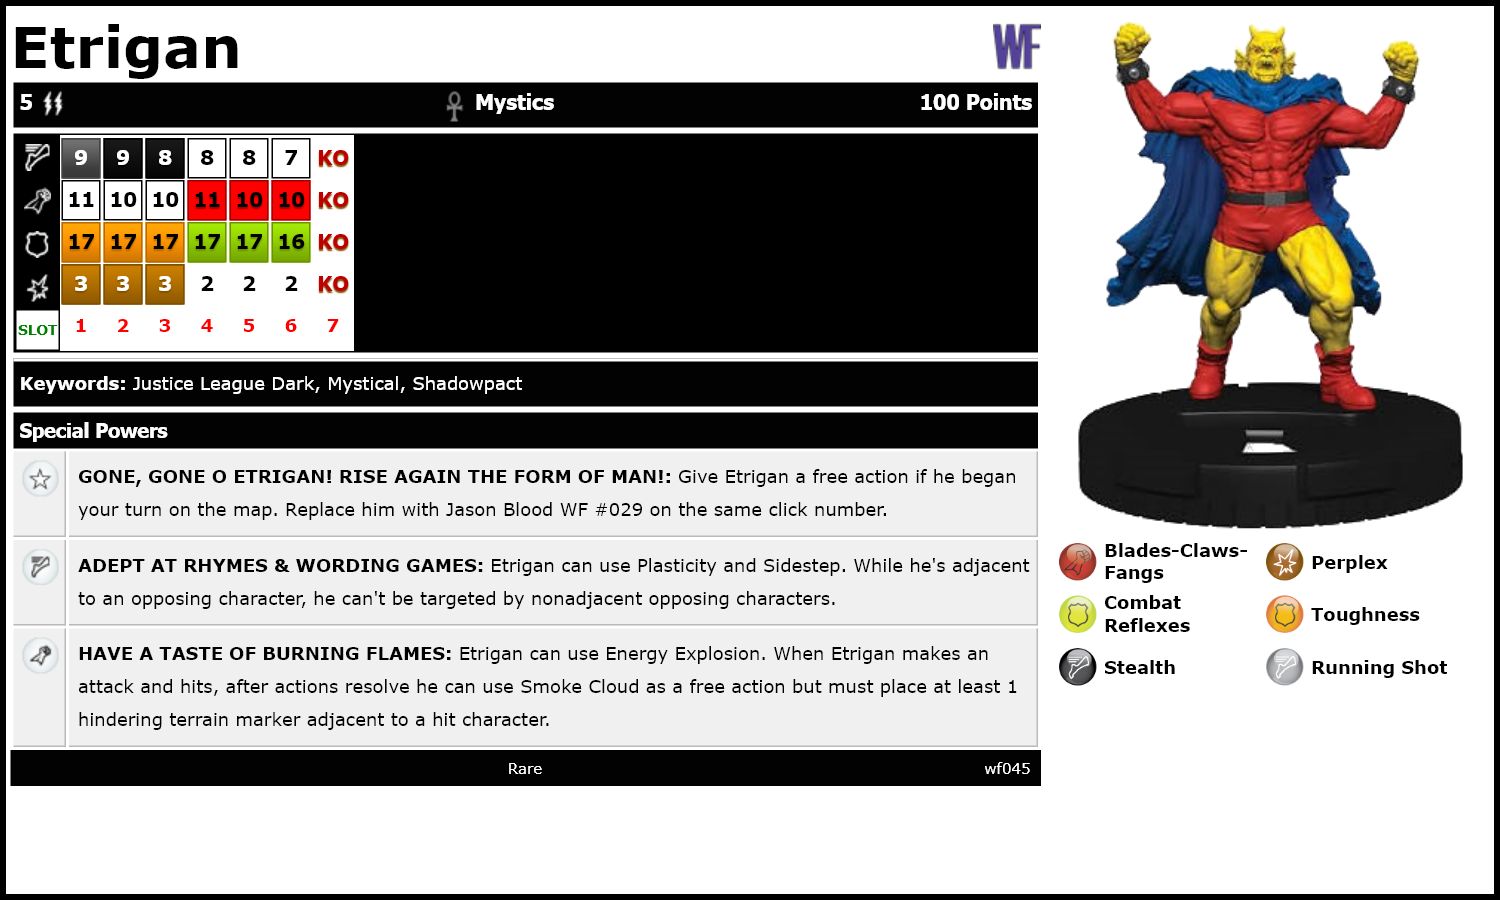 Etrigan
WF
5
Mystics
100 Points
9 9 8 8 8 7 KO
11 10 10 11 10 10 KO
17 17 17 17 17 16 KO
3 3 3 2 2 2 KO
SLOT 1 2 3 4 5 6 7
Keywords: Justice League Dark, Mystical, Shadowpact
Special Powers
GONE, GONE O ETRIGAN! RISE AGAIN THE FORM OF MAN!: Give Etrigan a free action if he began
your turn on the map. Replace him with Jason Blood WF #029 on the same click number.
ADEPT AT RHYMES & WORDING GAMES: Etrigan can use Plasticity and Sidestep. While he's adjacent
to an opposing character, he can't be targeted by nonadjacent opposing characters.
HAVE A TASTE OF BURNING FLAMES: Etrigan can use Energy Explosion. When Etrigan makes an
attack and hits, after actions resolve he can use Smoke Cloud as a free action but must place at least 1
hindering terrain marker adjacent to a hit character.
Rare
wf045
Blades-Claws-
Fangs
Perplex
Combat
Reflexes
Toughness
Stealth
Running Shot